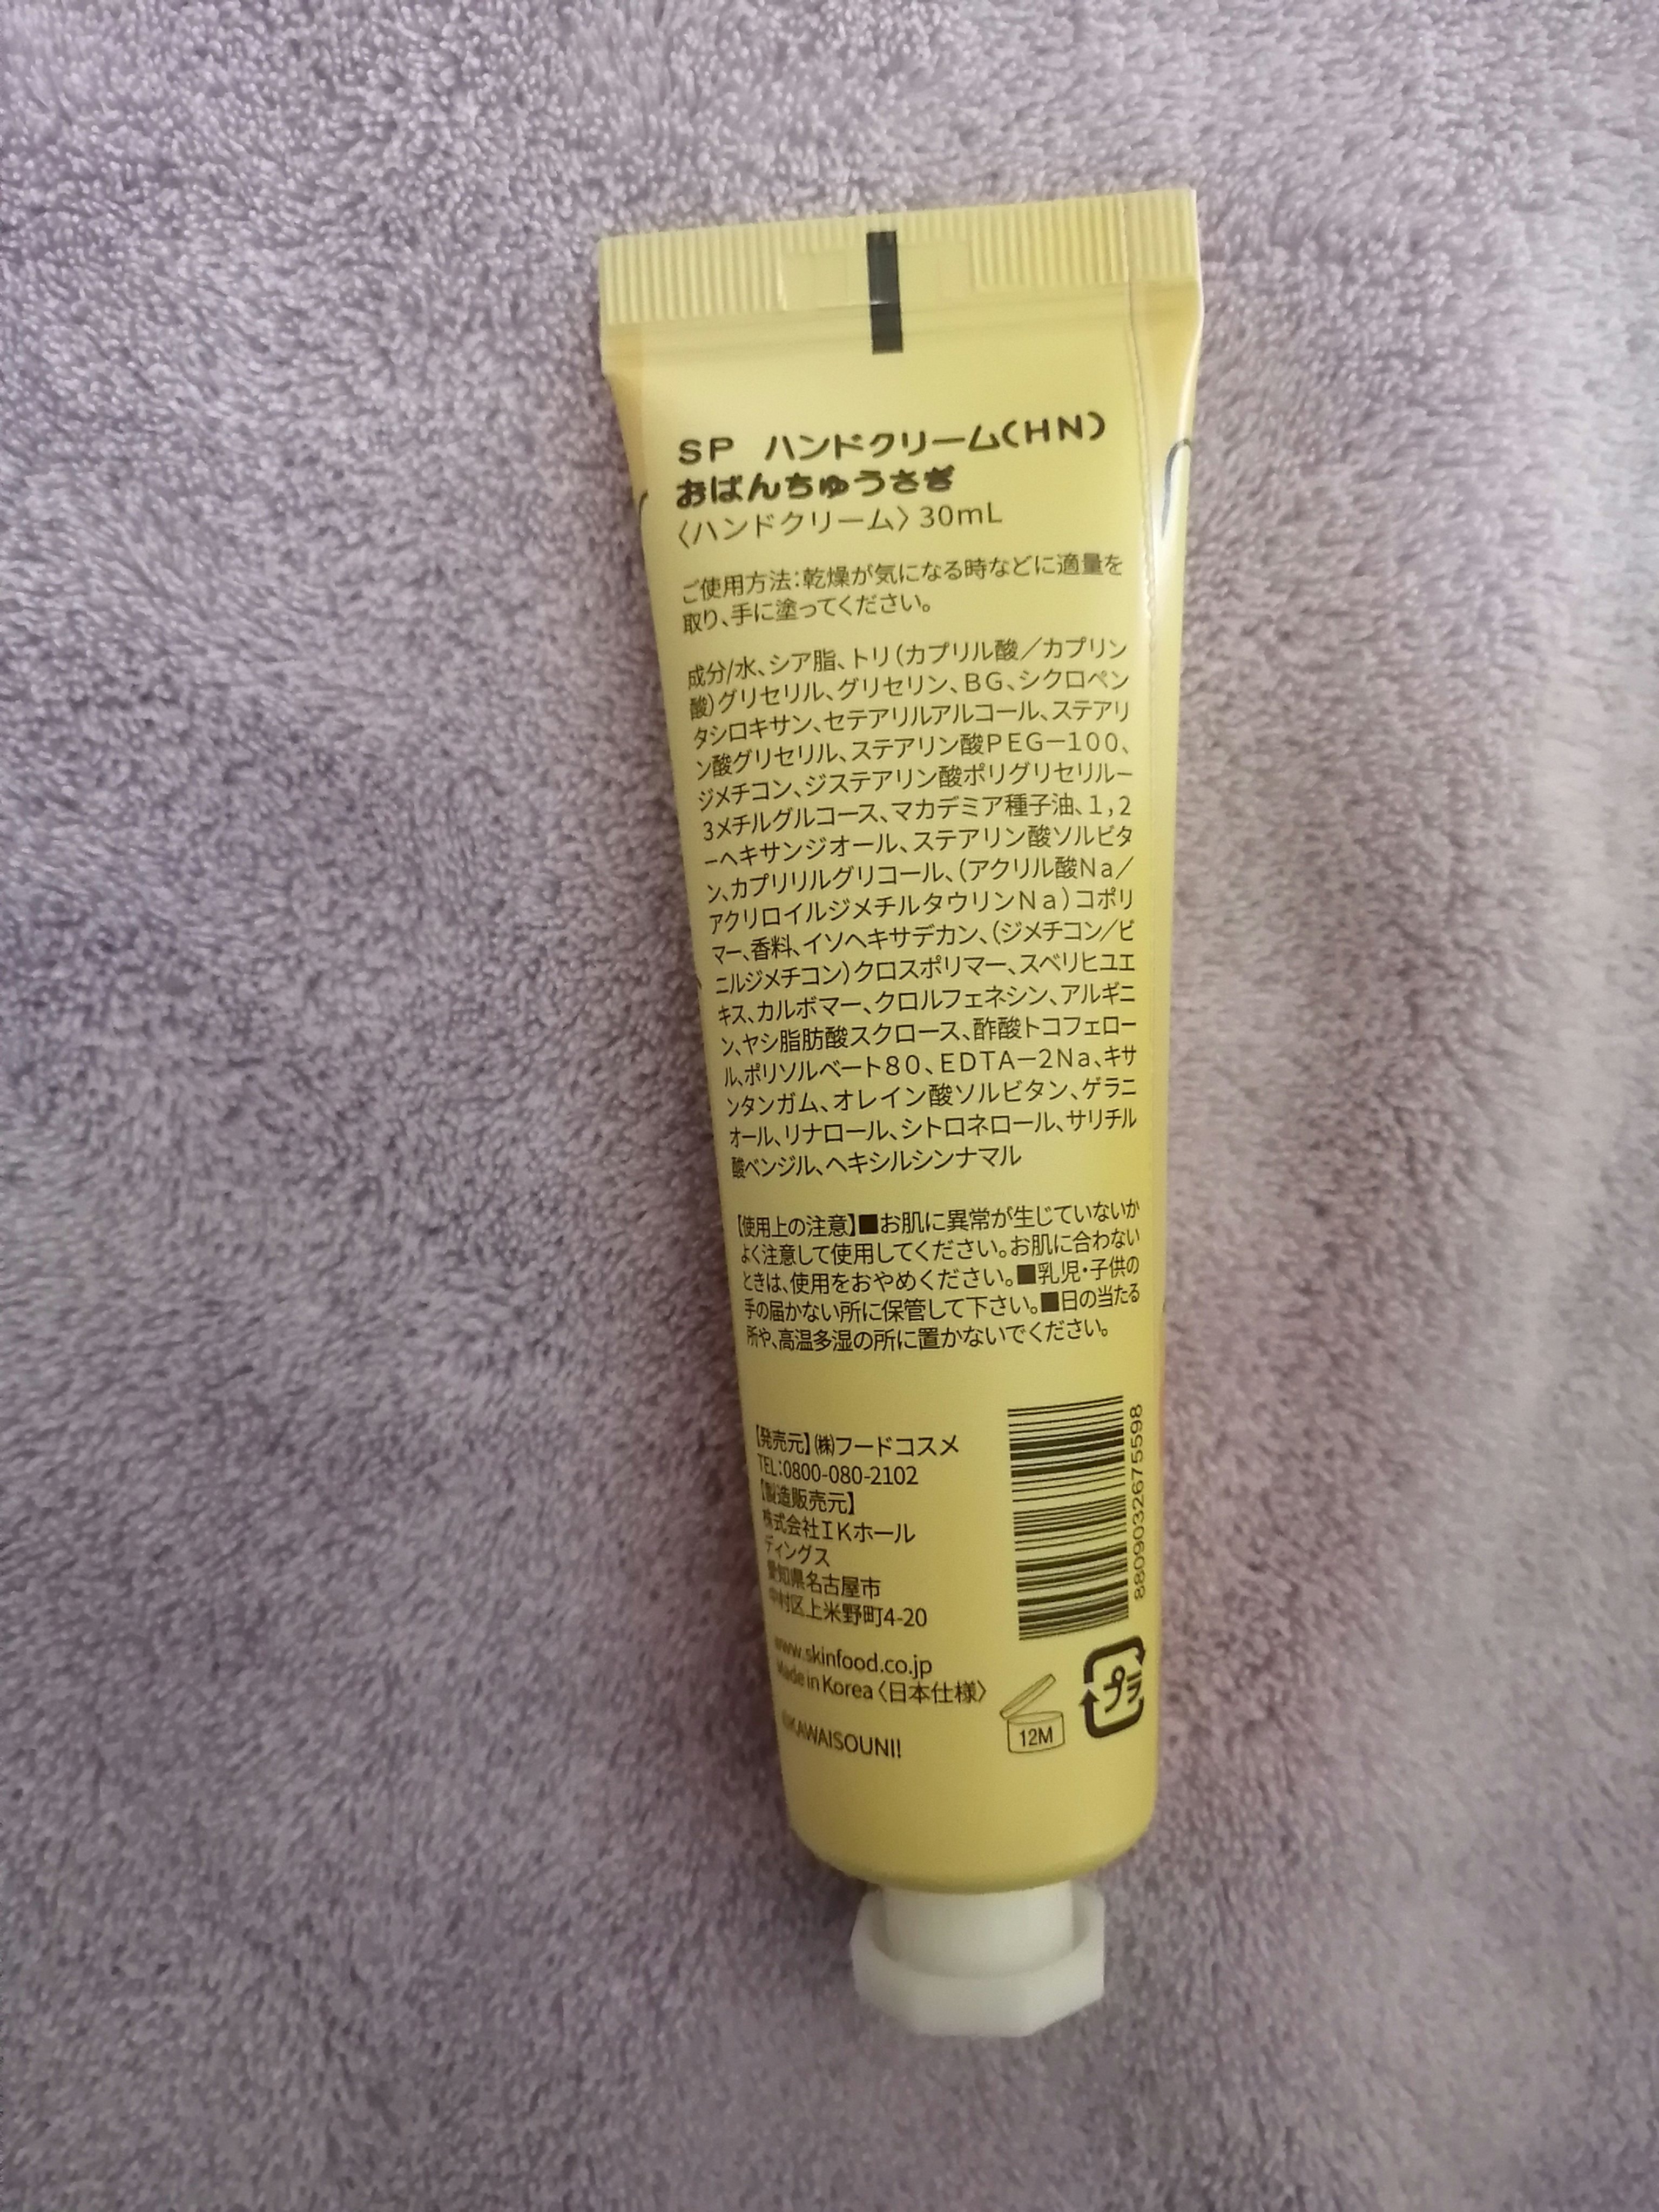 SP ハンドクリーム(HN)
おぱんちゅうさぎ
〈ハンドクリーム〉30mL
ご使用方法:乾燥が気になる時などに適量を
取り、手に塗ってください。
成分/水、シア脂、トリ(カプリル酸/カプリン
酸)グリセリル、グリセリン、BG、シクロペン
タシロキサン、セテアリルアルコール、ステアリ
ン酸グリセリル、ステアリン酸PEG-100、
ジメチコン、ジステアリン酸ポリグリセリル-
3メチルグルコース、マカデミア種子油、1,2
-ヘキサンジオール、ステアリン酸ソルビタ
ン、カプリリルグリコール、(アクリル酸Na/
アクリロイルジメチルタウリンNa)コポリ
マー、香料、イソヘキサデカン、(ジメチコン/ビ
ニルジメチコン)クロスポリマー、スベリヒユエ
キス、カルボマー、クロルフェネシン、アルギニ
ン、ヤシ脂肪酸スクロース、酢酸トコフェロー
ル、ポリソルベート80、EDTA-2Na、キサ
ンタンガム、オレイン酸ソルビタン、ゲラニ
オール、リナロール、シトロネロール、サリチル
酸ベンジル、ヘキシルシンナマル
【使用上の注意】■お肌に異常が生じていないか
よく注意して使用してください。お肌に合わない
ときは、使用をおやめください。■乳児・子供の
手の届かない所に保管して下さい。■日の当たる
所や、高温多湿の所に置かないでください。
【発売元】㈱フードコスメ
TEL:0800-080-2102
【製造販売元】
株式会社IKホール
ディングス
愛知県名古屋市
中村区上米野町4-20
www.skinfood.co.jp
Made in Korea〈日本仕様〉
©KAWAISOUNI!
8809032675598
12M
プラ